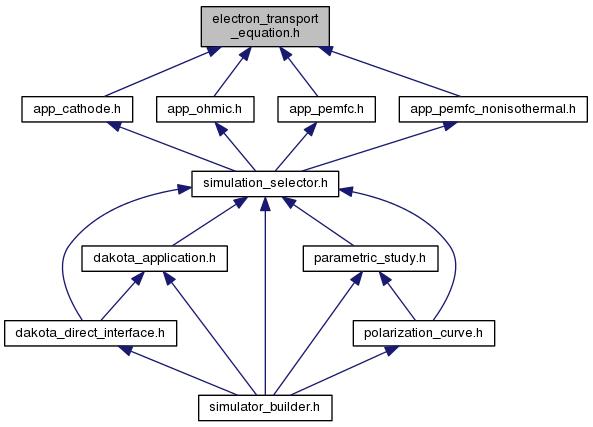 electron_transport
_equation.h
app_cathode.h
app_ohmic.h
app_pemfc.h
app_pemfc_nonisothermal.h
simulation_selector.h
dakota_application.h
parametric_study.h
dakota_direct_interface.h
polarization_curve.h
simulator_builder.h